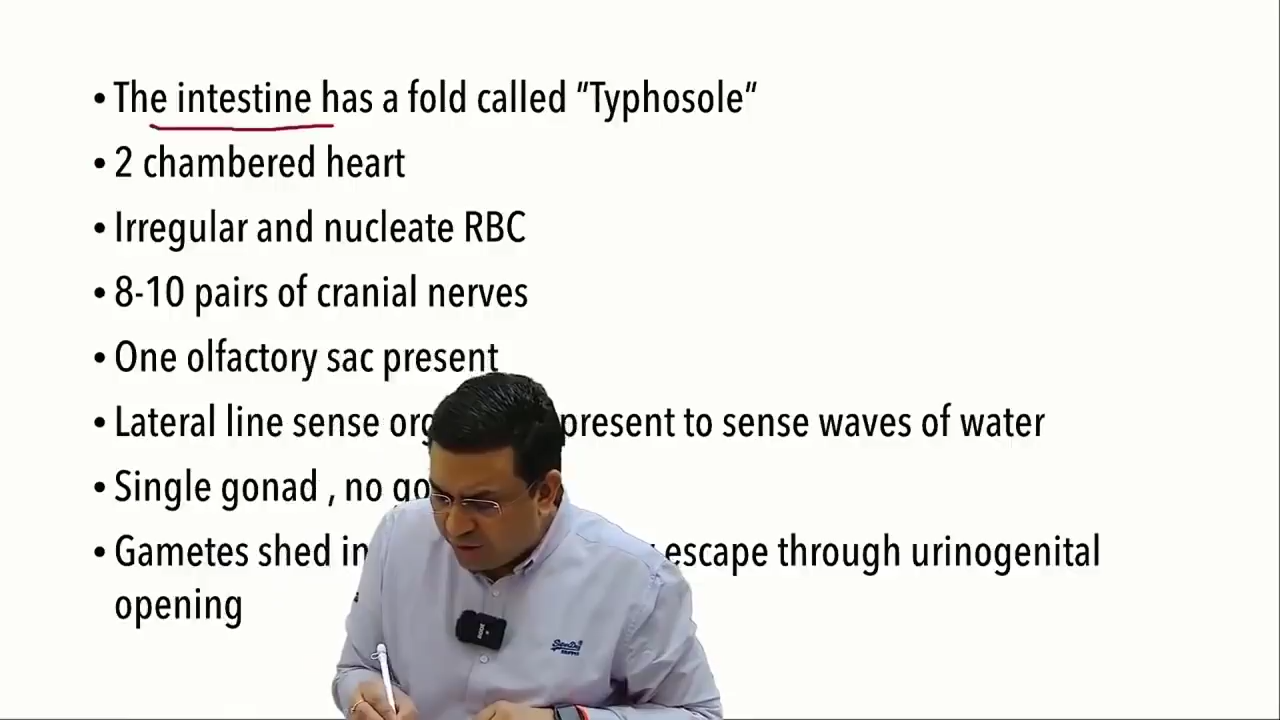 • The intestine has a fold called “Typhosole”
• 2 chambered heart
• Irregular and nucleate RBC
• 8-10 pairs of cranial nerves
• One olfactory sac present
• Lateral line sense present to sense waves of water
• Single gonad , no
• Gametes shed in escape through urinogenital
opening